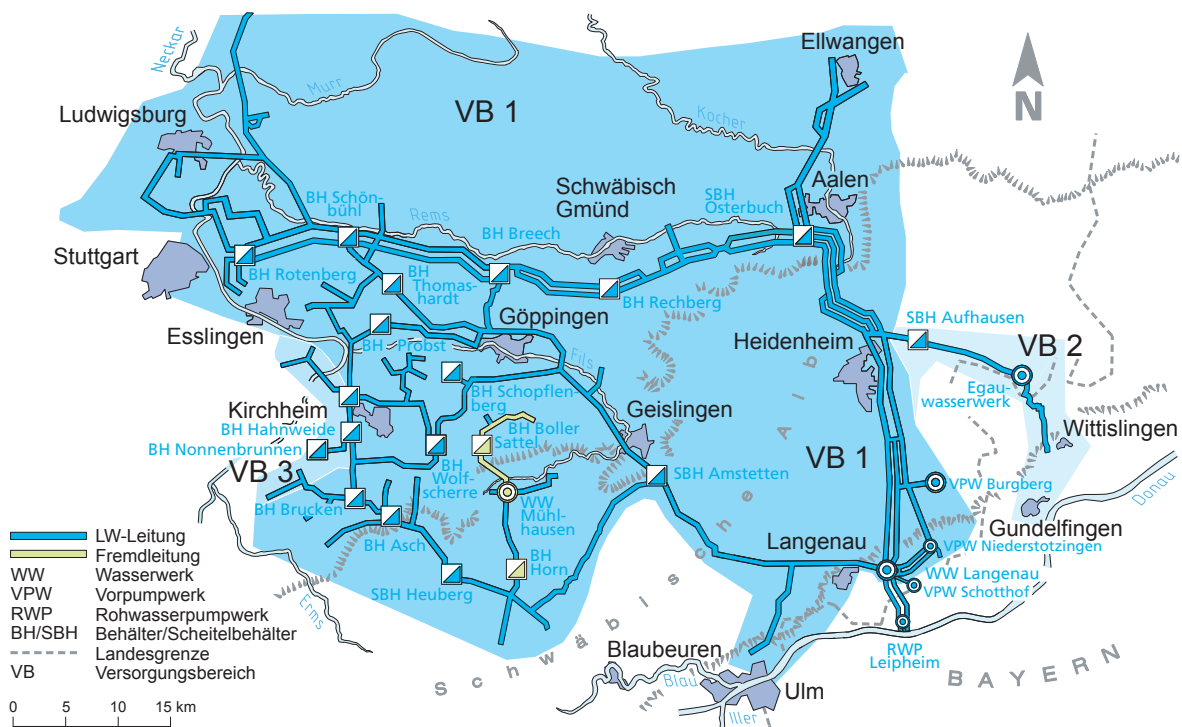 Ellwangen
Neckar
Murr
VB 1
Kocher
N
Ludwigsburg
BH Schön-
bühl
Rems
Schwäbisch
Gmünd
SBH
Osterbuch
Aalen
BH Breech
Stuttgart
BH Rotenberg
BH
Thomas-
hardt
BH Rechberg
Esslingen
BH Probst
Göppingen
Fils
Heidenheim
SBH Aufhausen
VB 2
Egau-
wasserwerk
BH Schopflen-
berg
Kirchheim
BH Hahnweide
BH Nonnenbrunnen
BH Boller
Sattel
Geislingen
Wittislingen
VB 3
BH
Wolf-
scherre
SBH Amstetten
VB 1
VPW Burgberg
Donau
BH Brucken
WW
Mühl-
hausen
Gundelfingen
BH Asch
BH
Horn
Langenau
VPW Niederstotzingen
WW Langenau
VPW Schotthof
SBH Heuberg
Erms
RWP
Leipheim
Schwäbische Alb
BAYERN
Blaubeuren
Blau
Ulm
Iller
LW-Leitung
Fremdleitung
WW Wasserwerk
VPW Vorpumpwerk
RWP Rohwasserpumpwerk
BH/SBH Behälter/Scheitelbehälter
Landesgrenze
VB Versorgungsbereich
0 5 10 15 km